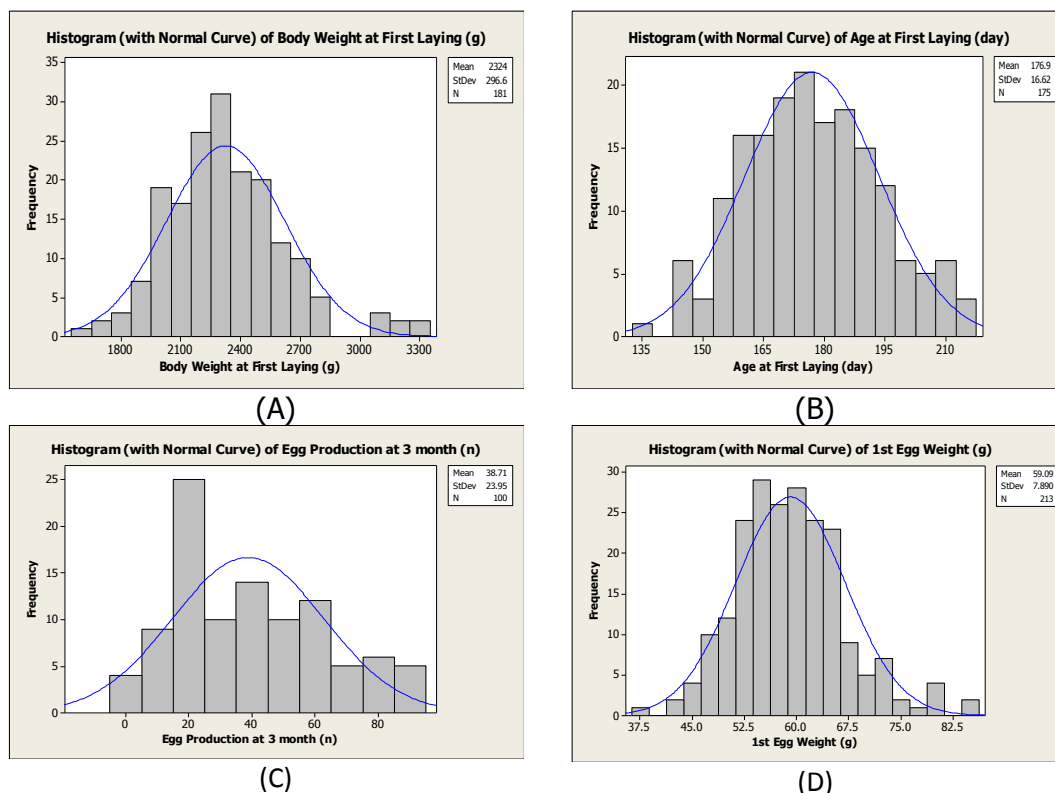 Histogram (with Normal Curve) of Body Weight at First Laying (g)
Mean 2324
StDev 296.6
N 181
35
30
25
20
15
10
5
0
Frequency
1800 2100 2400 2700 3000 3300
Body Weight at First Laying (g)
(A)
Histogram (with Normal Curve) of Age at First Laying (day)
Mean 176.9
StDev 16.62
N 175
20
15
10
5
0
Frequency
135 150 165 180 195 210
Age at First Laying (day)
(B)
Histogram (with Normal Curve) of Egg Production at 3 month (n)
Mean 38.71
StDev 23.95
N 100
25
20
15
10
5
0
Frequency
0 20 40 60 80
Egg Production at 3 month (n)
(C)
Histogram (with Normal Curve) of 1st Egg Weight (g)
Mean 59.09
StDev 7.890
N 213
30
25
20
15
10
5
0
Frequency
37.5 45.0 52.5 60.0 67.5 75.0 82.5
1st Egg Weight (g)
(D)